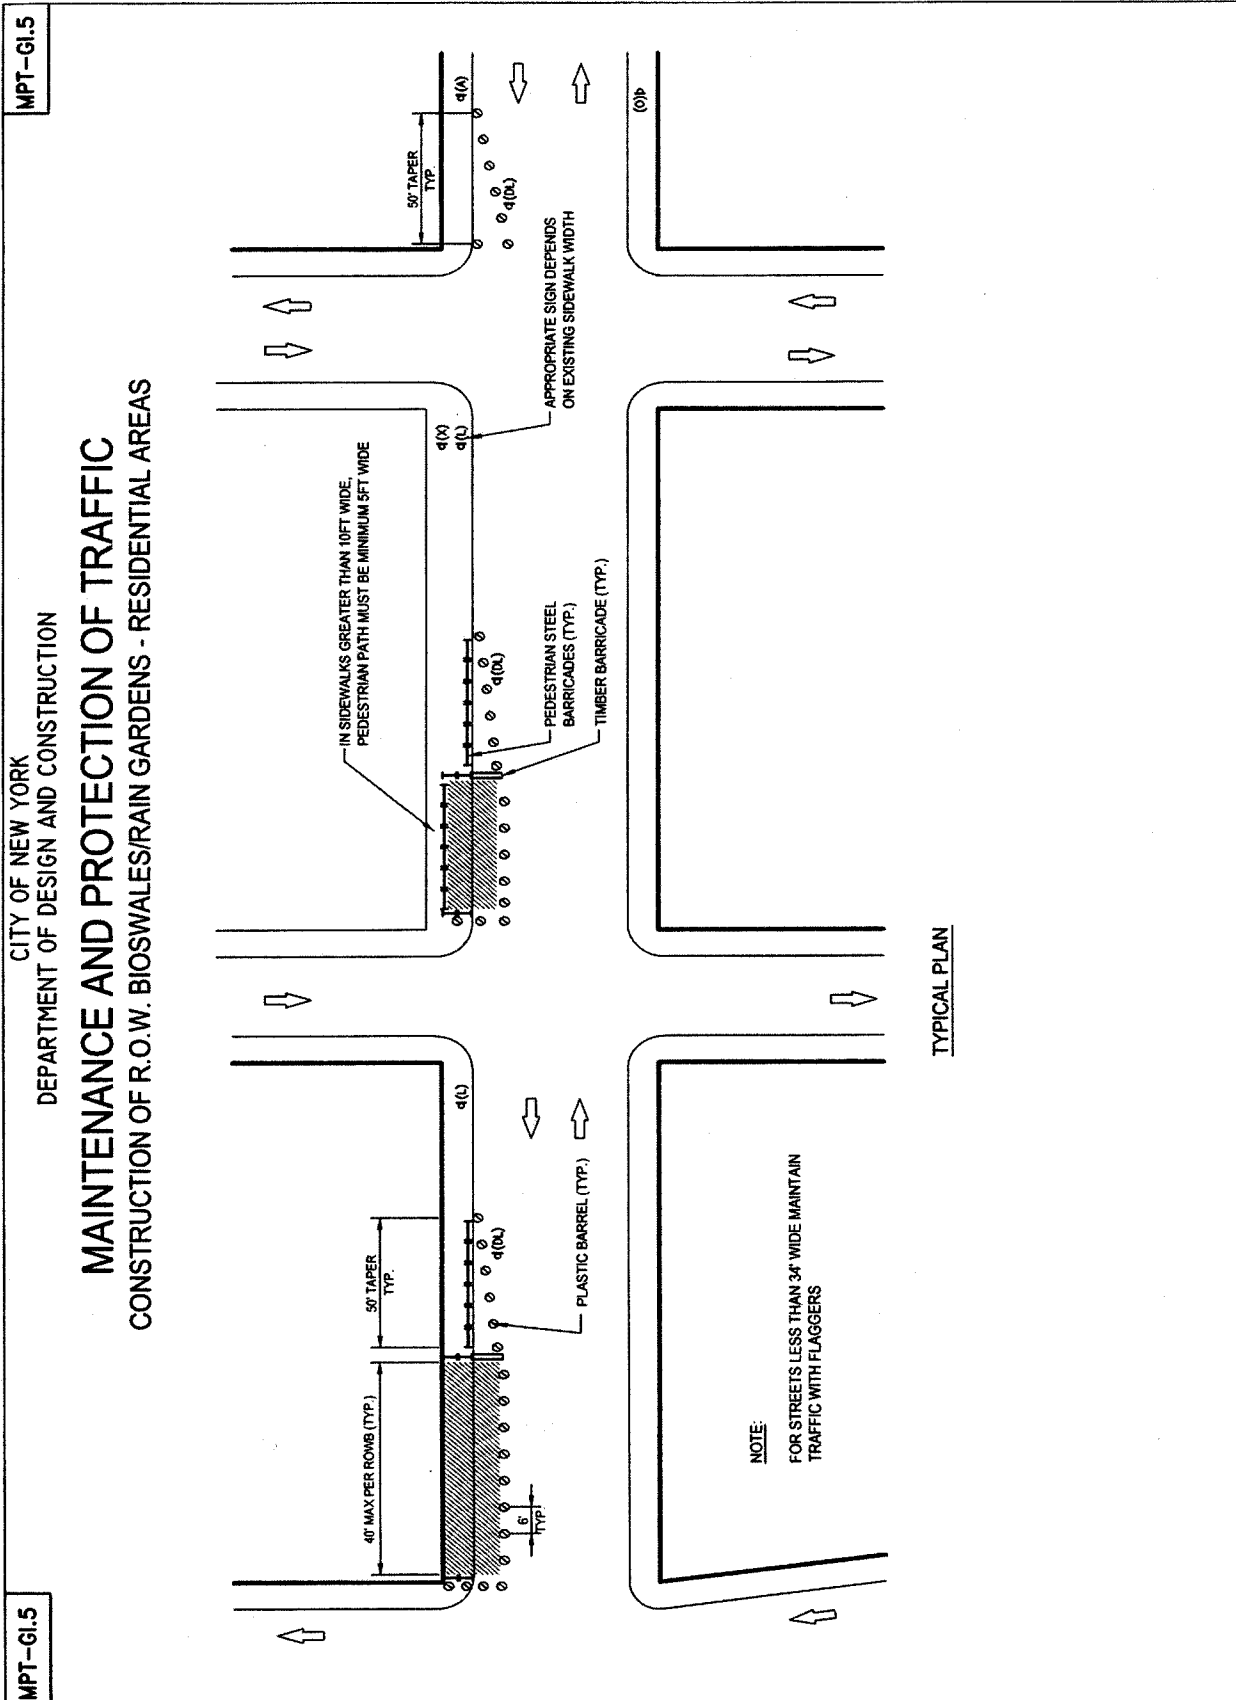 MPT-GI.5
CITY OF NEW YORK
DEPARTMENT OF DESIGN AND CONSTRUCTION
MPT-GI.5
MAINTENANCE AND PROTECTION OF TRAFFIC
CONSTRUCTION OF R.O.W. BIOSWALES/RAIN GARDENS - RESIDENTIAL AREAS
IN SIDEWALKS GREATER THAN 10FT WIDE,
PEDESTRIAN PATH MUST BE MINIMUM 5FT WIDE
40' MAX PER ROWB (TYP.)
50' TAPER
TYP.
50' TAPER
TYP.
(L)
(X)
(L)
(A)
(DL)
(DL)
(DL)
6'
TYP.
PLASTIC BARREL (TYP.)
PEDESTRIAN STEEL
BARRICADES (TYP.)
TIMBER BARRICADE (TYP.)
APPROPRIATE SIGN DEPENDS
ON EXISTING SIDEWALK WIDTH
(O)
NOTE:
FOR STREETS LESS THAN 34' WIDE MAINTAIN
TRAFFIC WITH FLAGGERS
TYPICAL PLAN